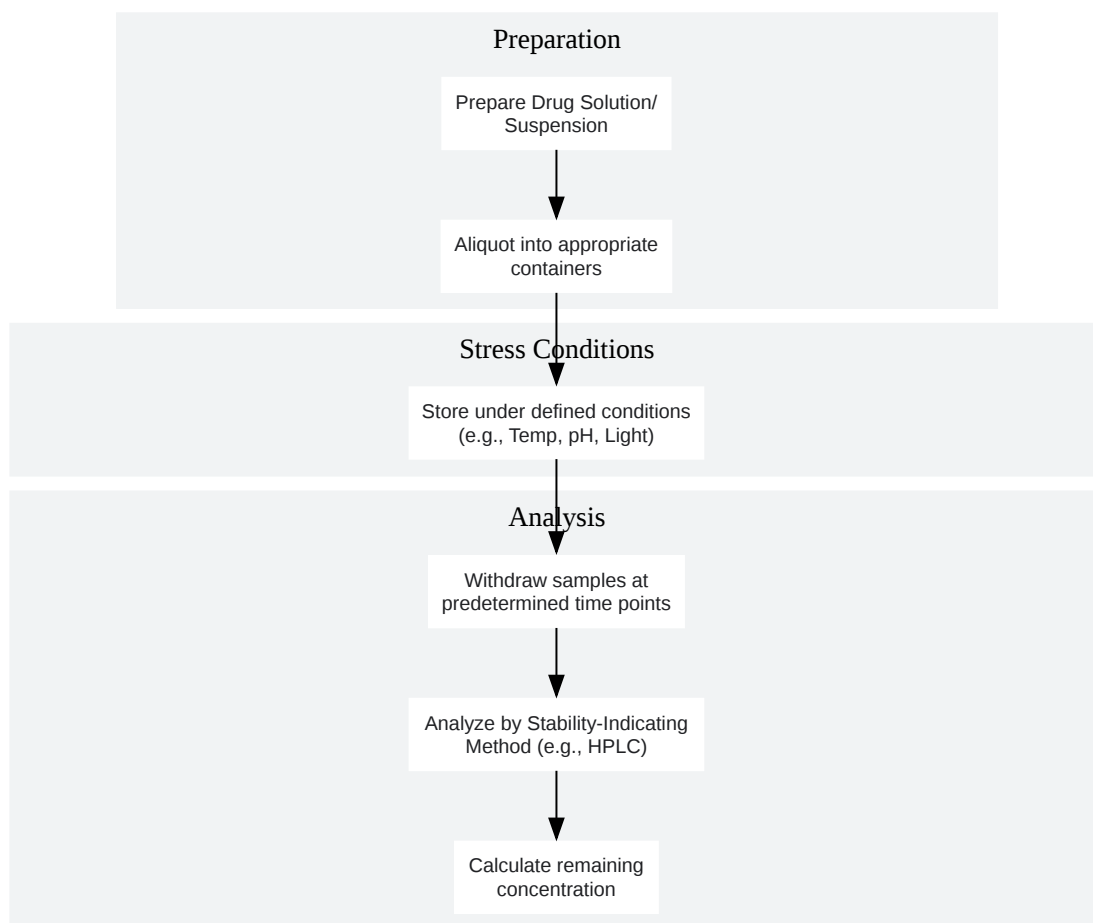 Preparation
Prepare Drug Solution/
Suspension
Aliquot into appropriate
containers
Stress Conditions
Store under defined conditions
(e.g., Temp, pH, Light)
Analysis
Withdraw samples at
predetermined time points
Analyze by Stability-Indicating
Method (e.g., HPLC)
Calculate remaining
concentration